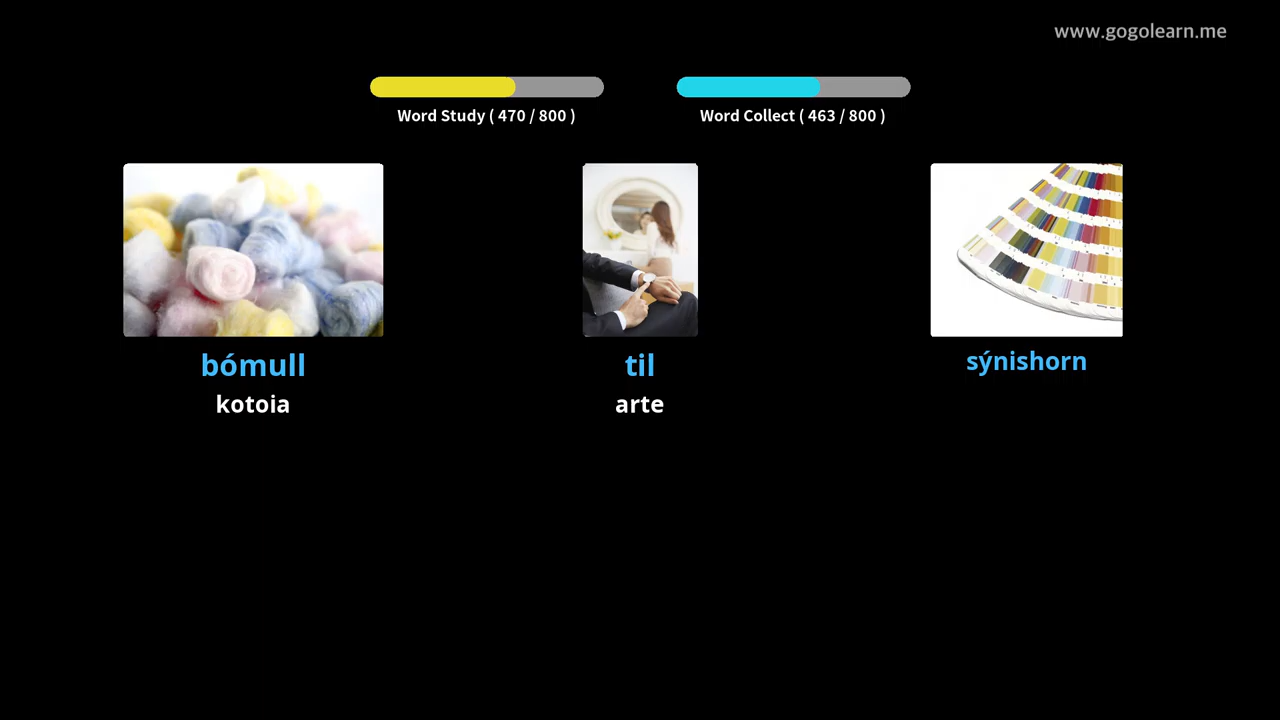 www.gogolearn.me
Word Study ( 470 / 800 )
Word Collect ( 463 / 800 )
bómull
til
sýnishorn
kotoia
arte